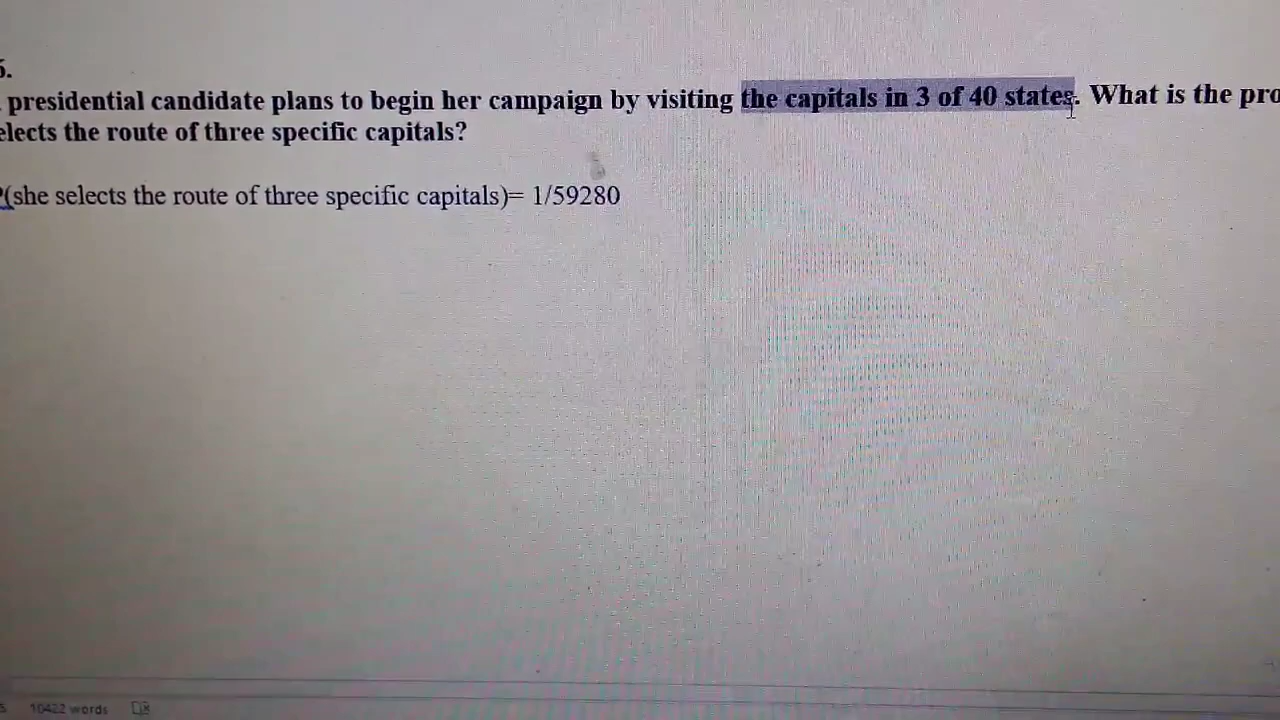 5.
presidential candidate plans to begin her campaign by visiting the capitals in 3 of 40 states. What is the pro
elects the route of three specific capitals?
P(she selects the route of three specific capitals)= 1/59280
10422 words